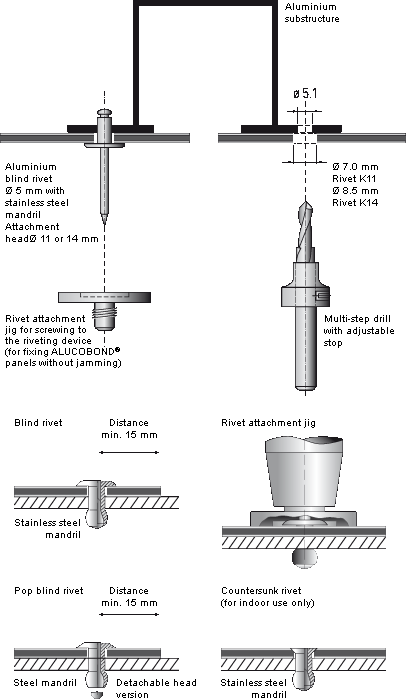 Aluminium
substructure
ø 5.1
Aluminium
blind rivet
Ø 5 mm with
stainless steel
mandril
Attachment
headØ 11 or 14 mm
Ø 7.0 mm
Rivet K11
Ø 8.5 mm
Rivet K14
Rivet attachment
jig for screwing to
the riveting device
(for fixing ALUCOBOND®
panels without jamming)
Multi-step drill
with adjustable
stop
Blind rivet
Distance
min. 15 mm
Rivet attachment jig
Stainless steel
mandril
Pop blind rivet
Distance
min. 15 mm
Countersunk rivet
(for indoor use only)
Steel mandril
Detachable head
version
Stainless steel
mandril